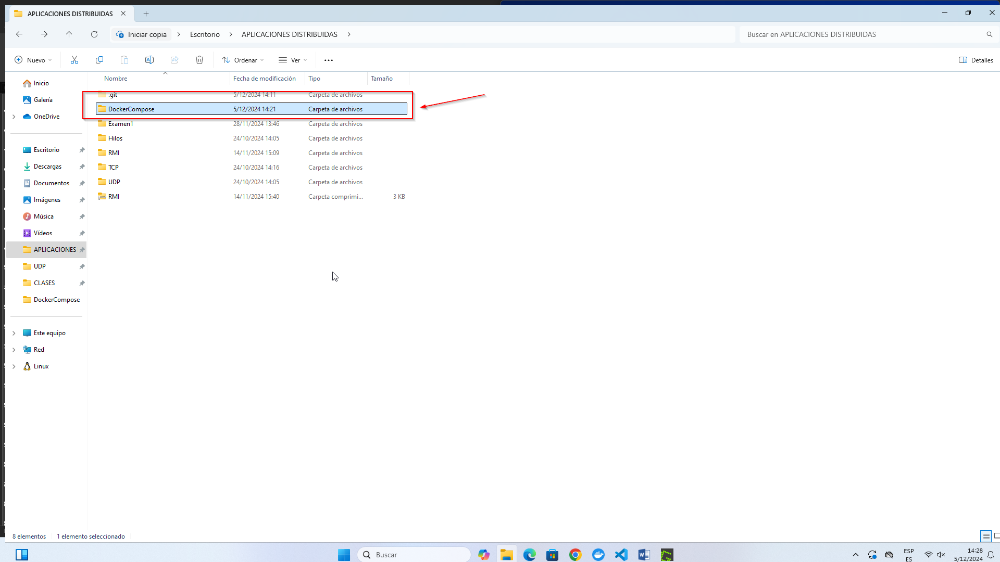 APLICACIONES DISTRIBUIDAS
Iniciar copia
Escritorio
APLICACIONES DISTRIBUIDAS
Buscar en APLICACIONES DISTRIBUIDAS
Nuevo
Ordenar
Ver
Detalles
Inicio
Galería
OneDrive
Escritorio
Descargas
Documentos
Imágenes
Música
Vídeos
APLICACIONES
UDP
CLASES
DockerCompose
Este equipo
Red
Linux
Nombre Fecha de modificación Tipo Tamaño
.git 5/12/2024 14:11 Carpeta de archivos
DockerCompose 5/12/2024 14:21 Carpeta de archivos
Examen1 28/11/2024 13:46 Carpeta de archivos
Hilos 24/10/2024 14:05 Carpeta de archivos
RMI 14/11/2024 15:09 Carpeta de archivos
TCP 24/10/2024 14:16 Carpeta de archivos
UDP 24/10/2024 14:05 Carpeta de archivos
RMI 14/11/2024 15:40 Carpeta comprimi... 3 KB
8 elementos 1 elemento seleccionado
Buscar
ESP
ES
14:28
5/12/2024